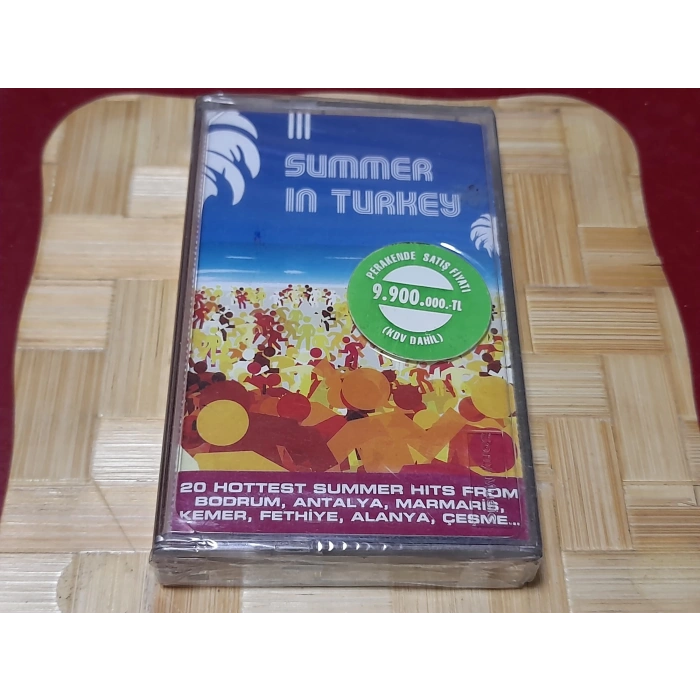 SUMMER
IN TURKEY
PERAKENDE SATIŞ FİYATI
9.900.000.-TL
(KDV DAHİL)
20 HOTTEST SUMMER HITS FROM
BODRUM, ANTALYA, MARMARİS,
KEMER, FETHİYE, ALANYA, ÇEŞME...